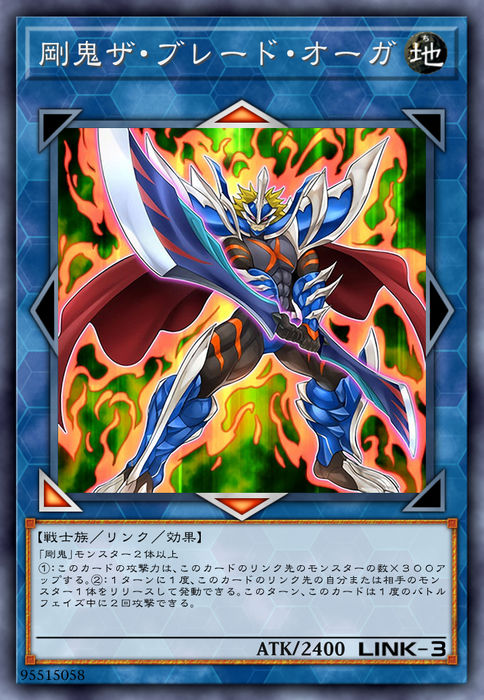 剛鬼ザ・ブレード・オーガ
地
ち
【戦士族／リンク／効果】
「剛鬼」モンスター２体以上
①：このカードの攻撃力は、このカードのリンク先のモンスターの数×３００ア
ップする。②：１ターンに１度、このカードのリンク先の自分または相手のモン
スター１体をリリースして発動できる。このターン、このカードは１度のバトル
フェイズ中に２回攻撃できる。
ATK/2400 LINK-3
95515058